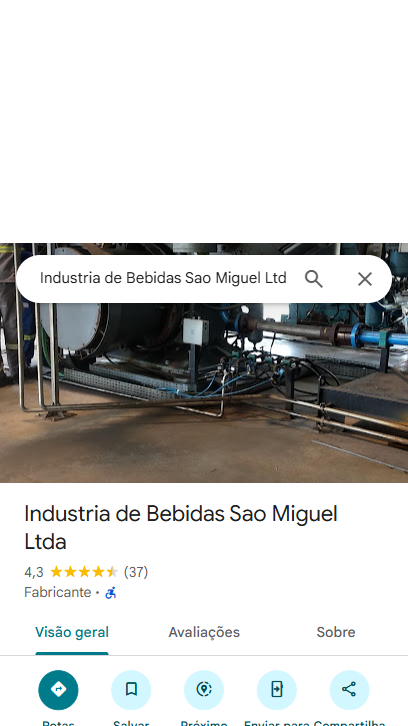 Industria de Bebidas Sao Miguel Ltd
Industria de Bebidas Sao Miguel
Ltda
4,3 (37)
Fabricante ·
Visão geral Avaliações Sobre
Rotas Salvar Próximo Enviar para Compartilha